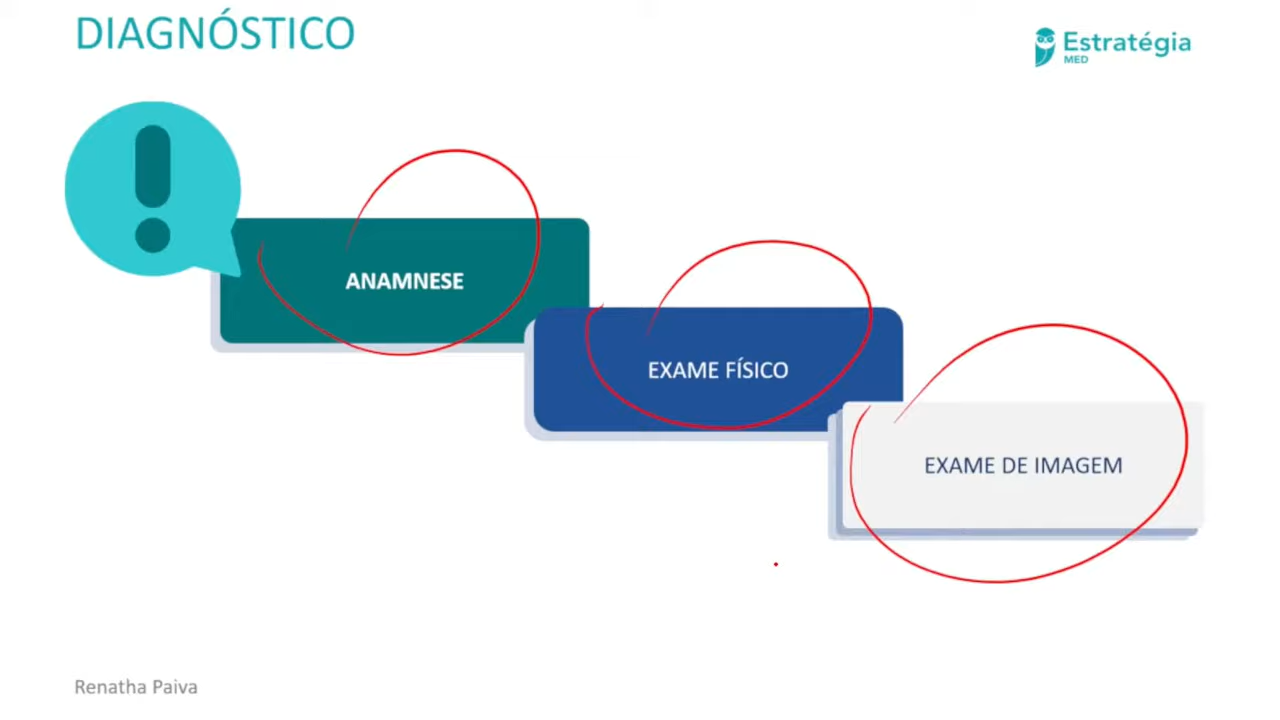 DIAGNÓSTICO
Estratégia
MED
ANAMNESE
EXAME FÍSICO
EXAME DE IMAGEM
Renatha Paiva